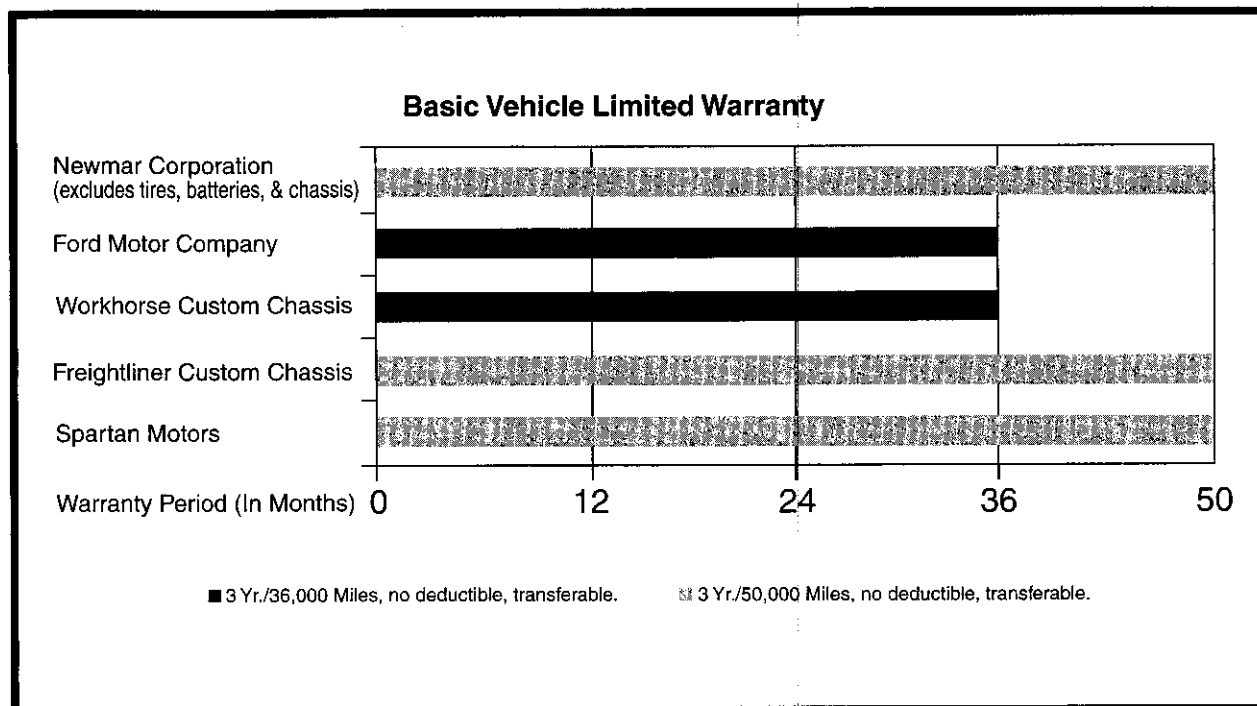 Basic Vehicle Limited Warranty
Newmar Corporation
(excludes tires, batteries, & chassis)
Ford Motor Company
Workhorse Custom Chassis
Freightliner Custom Chassis
Spartan Motors
Warranty Period (In Months) 0 12 24 36 50
3 Yr./36,000 Miles, no deductible, transferable. 3 Yr./50,000 Miles, no deductible, transferable.